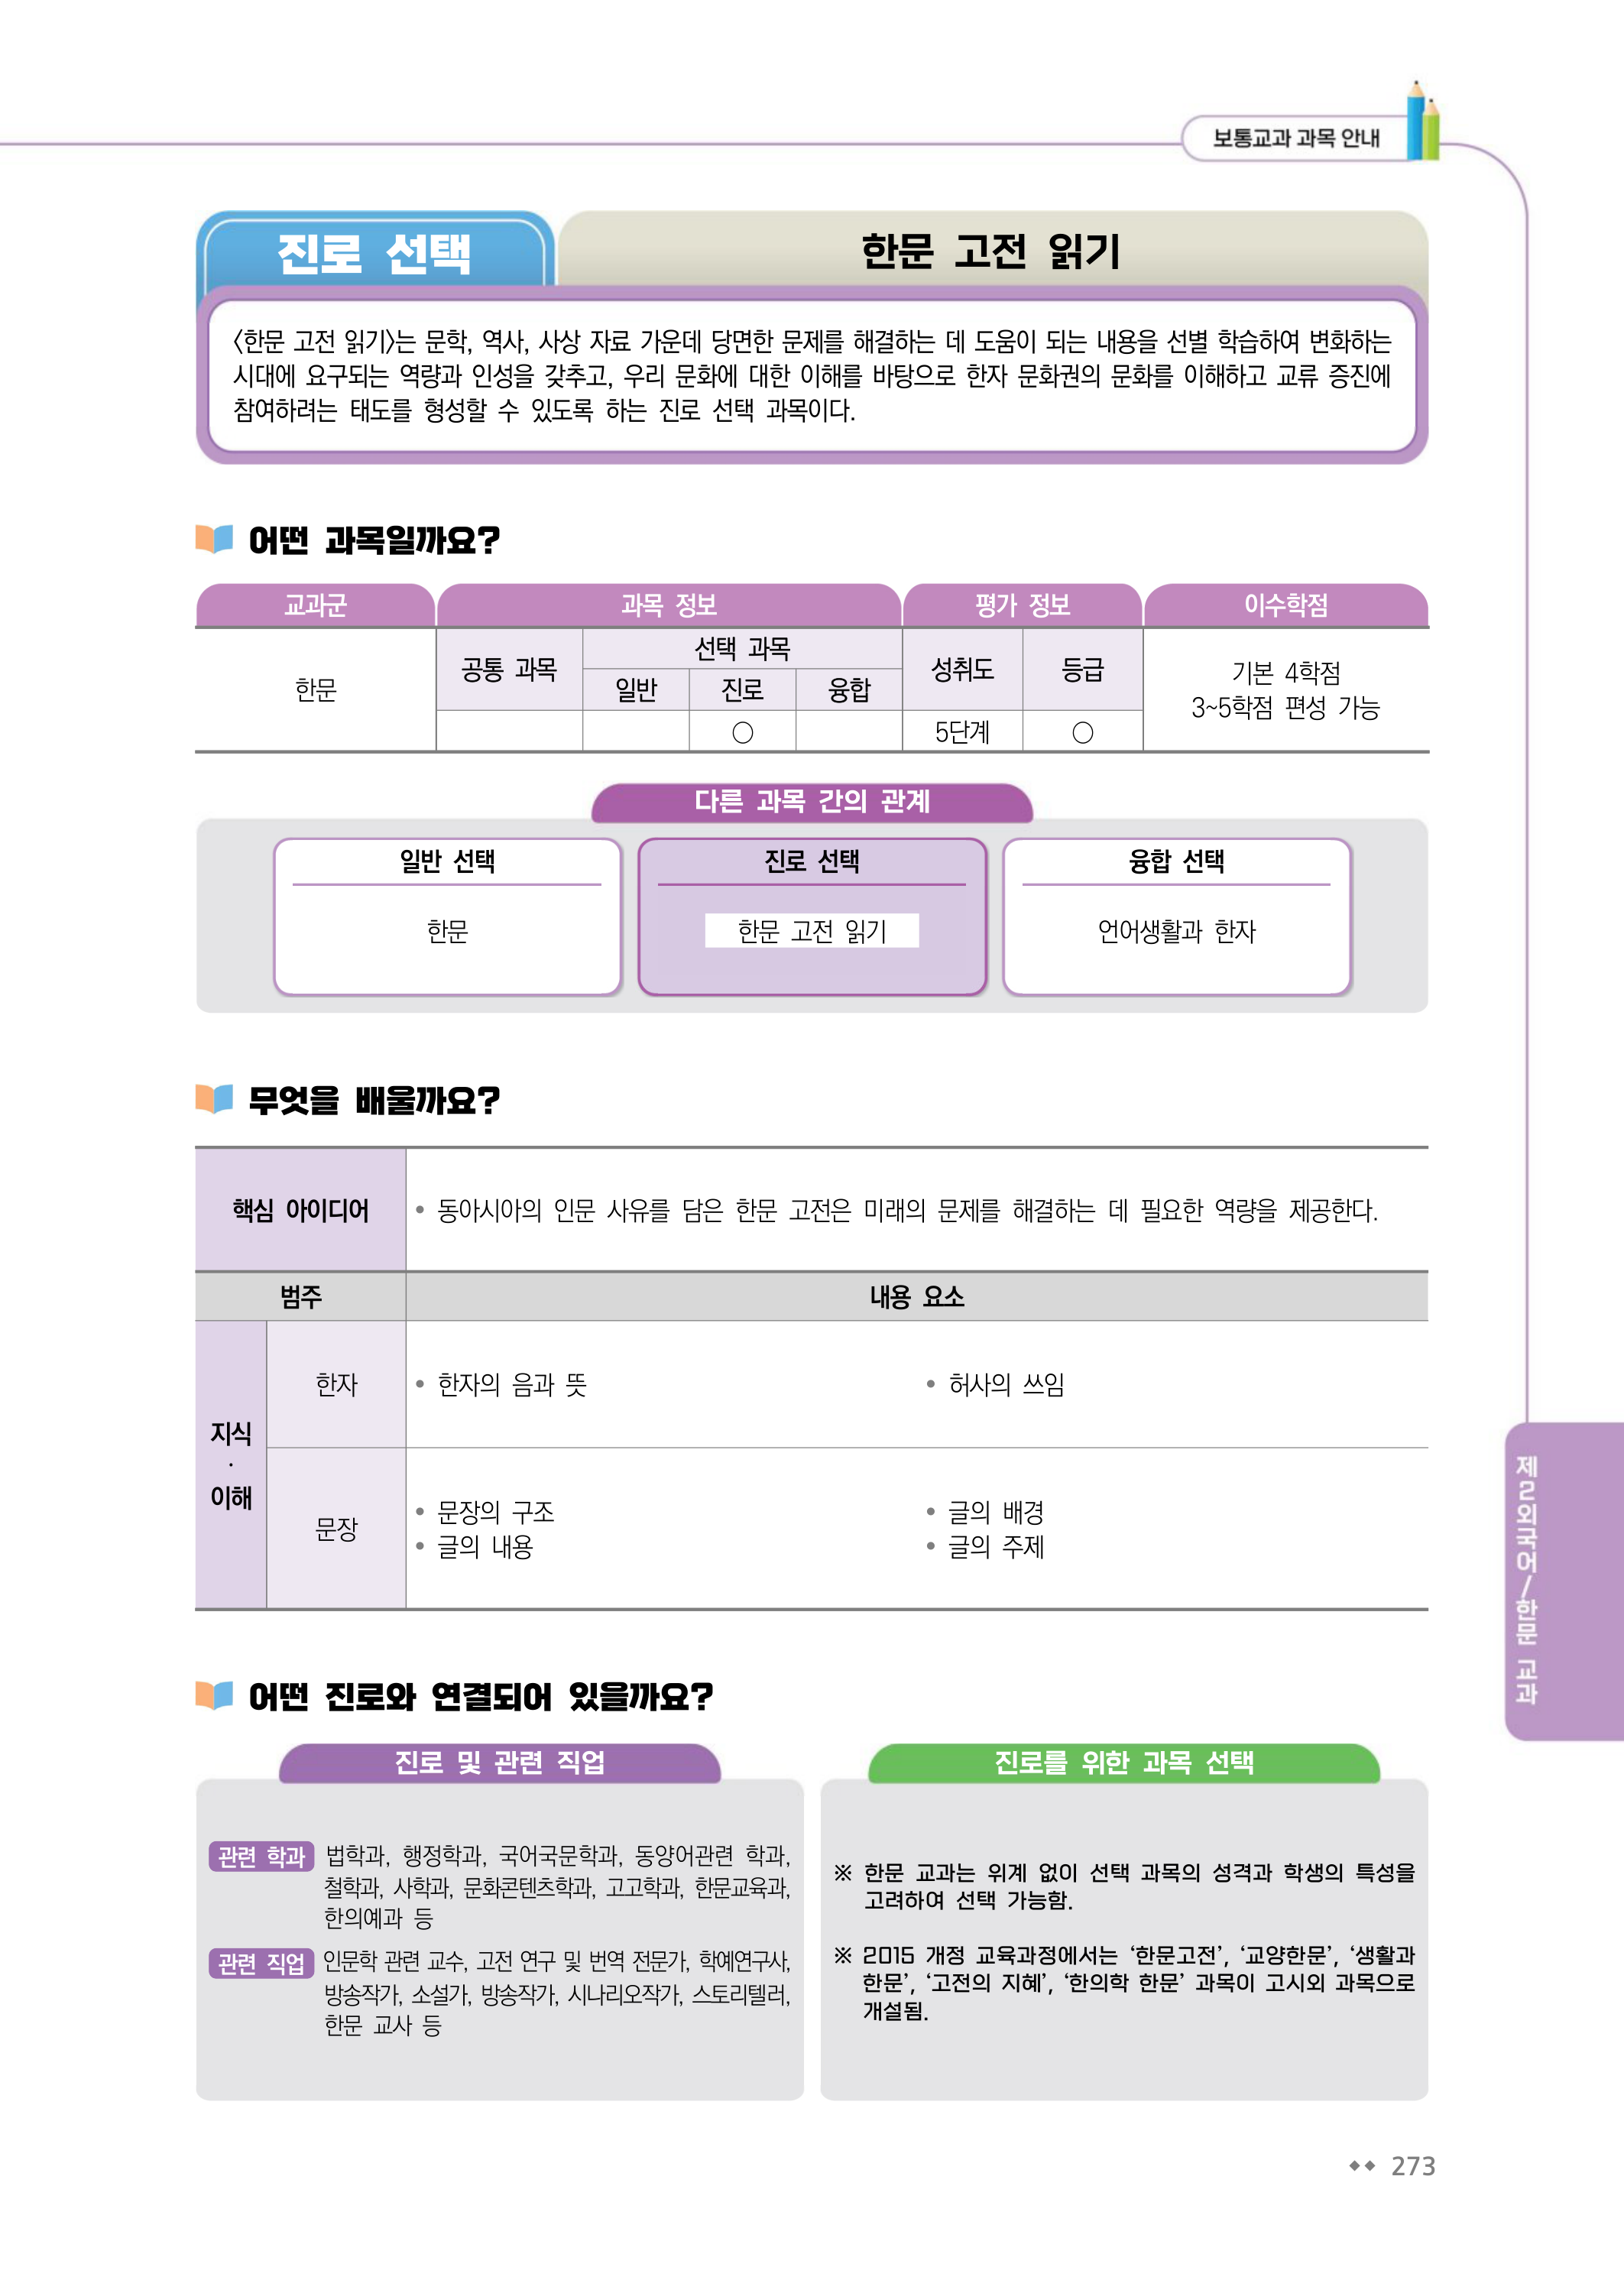 보통교과 과목 안내
진로 선택
한문 고전 읽기
〈한문 고전 읽기〉는 문학, 역사, 사상 자료 가운데 당면한 문제를 해결하는 데 도움이 되는 내용을 선별 학습하여 변화하는
시대에 요구되는 역량과 인성을 갖추고, 우리 문화에 대한 이해를 바탕으로 한자 문화권의 문화를 이해하고 교류 증진에
참여하려는 태도를 형성할 수 있도록 하는 진로 선택 과목이다.
어떤 과목일까요?
교과군 과목 정보 평가 정보 이수학점
한문
공통 과목
선택 과목
일반 진로 융합
성취도 등급
기본 4학점
3~5학점 편성 가능
○ 5단계 ○
다른 과목 간의 관계
일반 선택
한문
진로 선택
한문 고전 읽기
융합 선택
언어생활과 한자
무엇을 배울까요?
핵심 아이디어
• 동아시아의 인문 사유를 담은 한문 고전은 미래의 문제를 해결하는 데 필요한 역량을 제공한다.
범주 내용 요소
지식
·
이해
한자
• 한자의 음과 뜻 • 허사의 쓰임
문장
• 문장의 구조 • 글의 배경
• 글의 내용 • 글의 주제
어떤 진로와 연결되어 있을까요?
진로 및 관련 직업
관련 학과 법학과, 행정학과, 국어국문학과, 동양어관련 학과,
철학과, 사학과, 문화콘텐츠학과, 고고학과, 한문교육과,
한의예과 등
관련 직업 인문학 관련 교수, 고전 연구 및 번역 전문가, 학예연구사,
방송작가, 소설가, 방송작가, 시나리오작가, 스토리텔러,
한문 교사 등
진로를 위한 과목 선택
※ 한문 교과는 위계 없이 선택 과목의 성격과 학생의 특성을
고려하여 선택 가능함.
※ 2015 개정 교육과정에서는 ‘한문고전’, ‘교양한문’, ‘생활과
한문’, ‘고전의 지혜’, ‘한의학 한문’ 과목이 고시외 과목으로
개설됨.
제2외국어/한문 교과
273